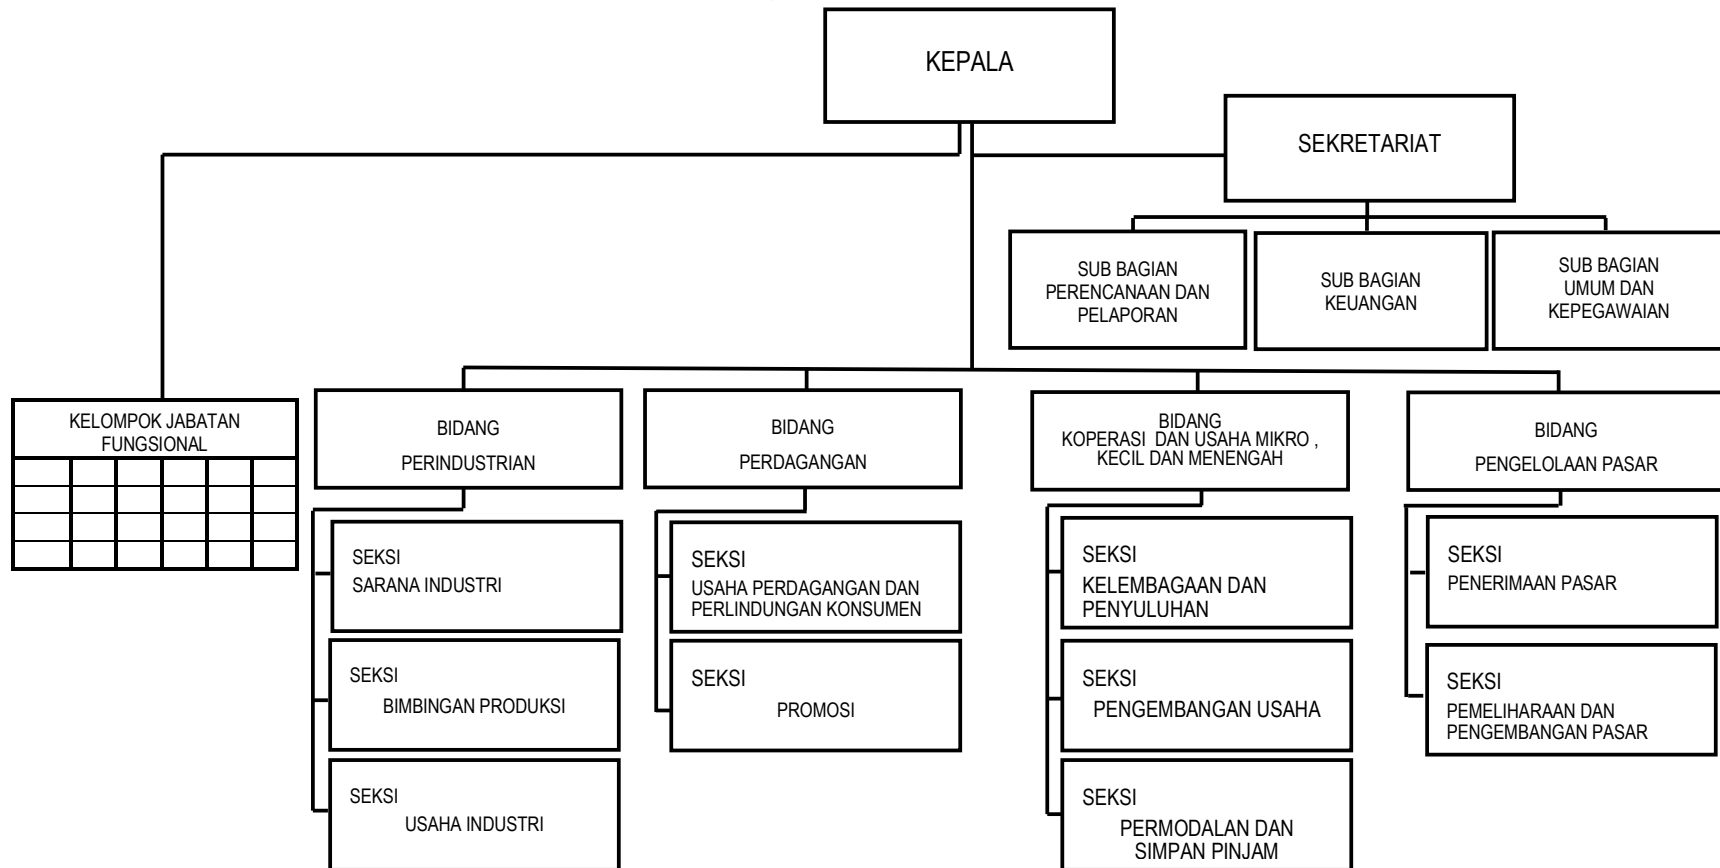 KEPALA
SEKRETARIAT
SUB BAGIAN
PERENCANAAN DAN
PELAPORAN
SUB BAGIAN
KEUANGAN
SUB BAGIAN
UMUM DAN
KEPEGAWAIAN
KELOMPOK JABATAN
FUNGSIONAL
BIDANG
PERINDUSTRIAN
BIDANG
PERDAGANGAN
BIDANG
KOPERASI DAN USAHA MIKRO ,
KECIL DAN MENENGAH
BIDANG
PENGELOLAAN PASAR
SEKSI
SARANA INDUSTRI
SEKSI
BIMBINGAN PRODUKSI
SEKSI
USAHA INDUSTRI
SEKSI
USAHA PERDAGANGAN DAN
PERLINDUNGAN KONSUMEN
SEKSI
PROMOSI
SEKSI
KELEMBAGAAN DAN
PENYULUHAN
SEKSI
PENGEMBANGAN USAHA
SEKSI
PERMODALAN DAN
SIMPAN PINJAM
SEKSI
PENERIMAAN PASAR
SEKSI
PEMELIHARAAN DAN
PENGEMBANGAN PASAR